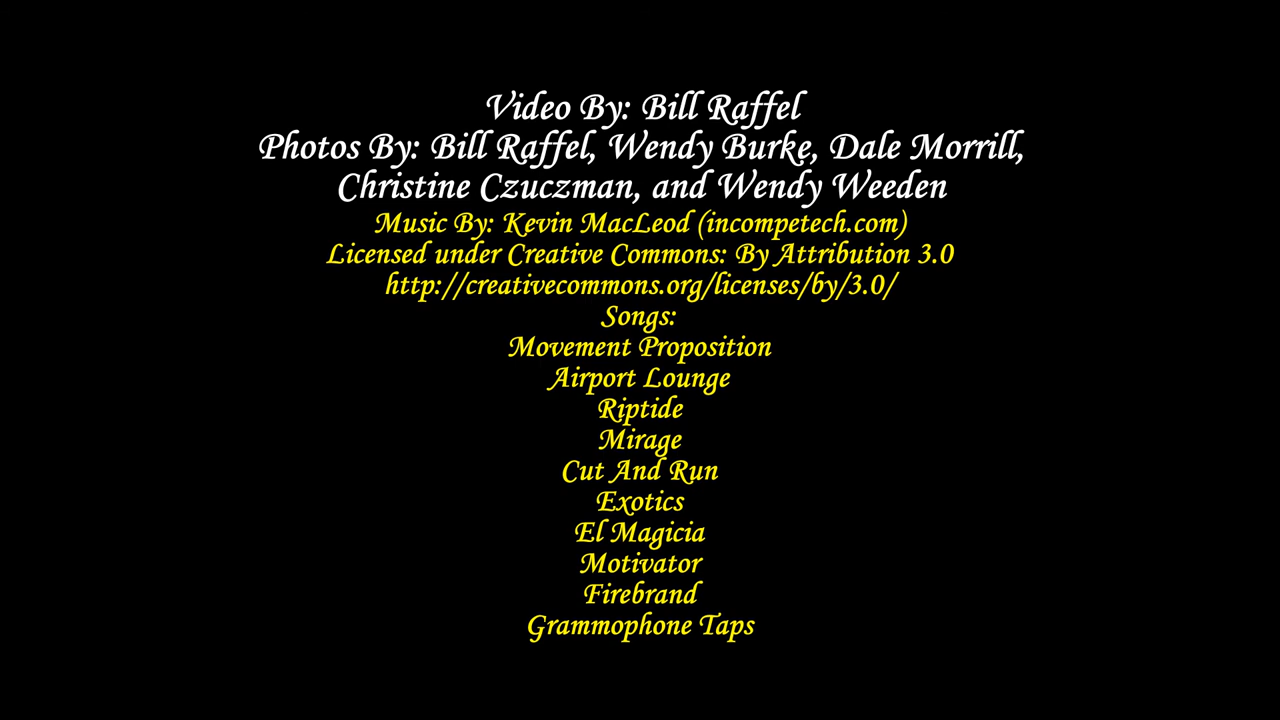 Video By: Bill Raffel
Photos By: Bill Raffel, Wendy Burke, Dale Morrill,
Christine Czuczman, and Wendy Weeden
Music By: Kevin MacLeod (incompetech.com)
Licensed under Creative Commons: By Attribution 3.0
http://creativecommons.org/licenses/by/3.0/
Songs:
Movement Proposition
Airport Lounge
Riptide
Mirage
Cut And Run
Exotics
El Magicia
Motivator
Firebrand
Grammophone Taps